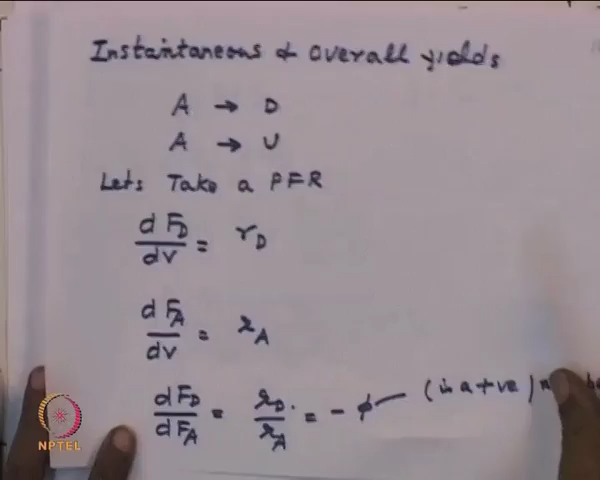 Instantaneous & overall yields
A → D
A → U
Lets Take a PFR
dF_D/dV = r_D
dF_A/dV = r_A
dF_D/dF_A = r_D/r_A = - φ (is a +ve)
NPTEL